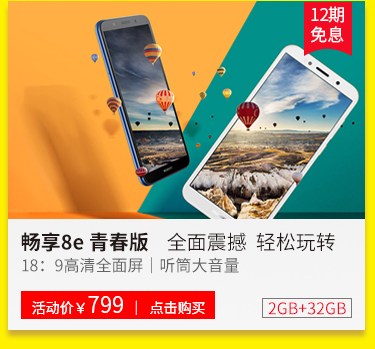 12期
免息
畅享8e 青春版 全面震撼 轻松玩转
18：9高清全面屏｜听筒大音量
活动价￥799 ｜ 点击购买
2GB+32GB